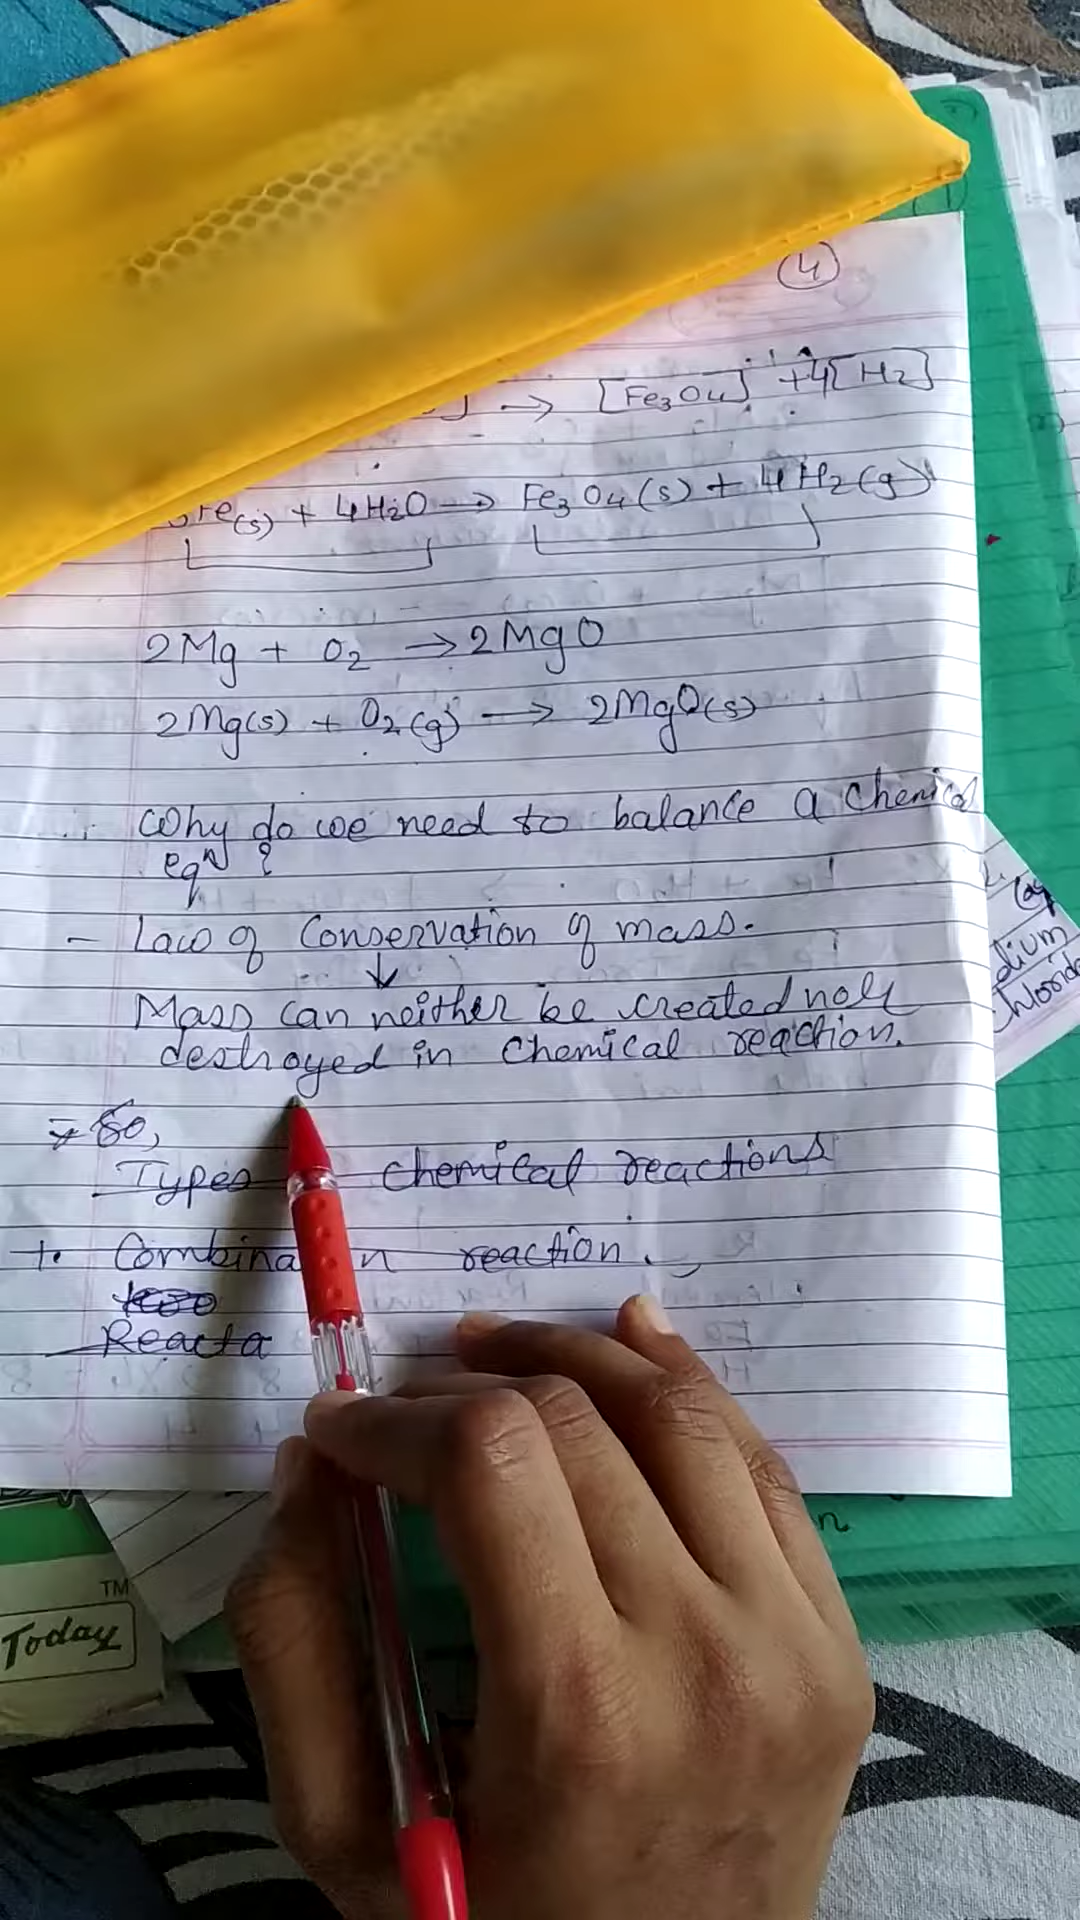 4
→ [Fe3O4] +4[H2]
Fe(s) + 4H2O → Fe3O4(s) + 4H2(g)
2Mg + O2 → 2MgO
2Mg(s) + O2(g) → 2MgO(s)
Why do we need to balance a chemical
eqn ?
- Law of Conservation of mass.
↓
Mass can neither be created nor
destroyed in chemical reaction.
So,
Types chemical reactions
1. Combina n reaction.
Reacta
TM
Today